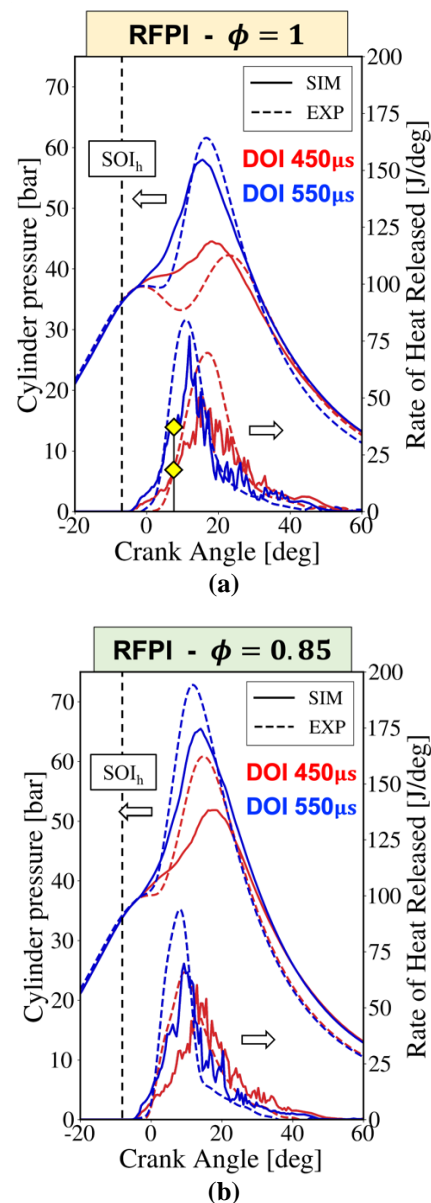 RFPI - ϕ = 1
SIM
EXP
SOIh
DOI 450μs
DOI 550μs
Cylinder pressure [bar]
Rate of Heat Released [J/deg]
70
60
50
40
30
20
10
0
200
175
150
125
100
75
50
25
0
-20 0 20 40 60
Crank Angle [deg]
(a)
RFPI - ϕ = 0.85
SIM
EXP
SOIh
DOI 450μs
DOI 550μs
Cylinder pressure [bar]
Rate of Heat Released [J/deg]
70
60
50
40
30
20
10
0
200
175
150
125
100
75
50
25
0
-20 0 20 40 60
Crank Angle [deg]
(b)